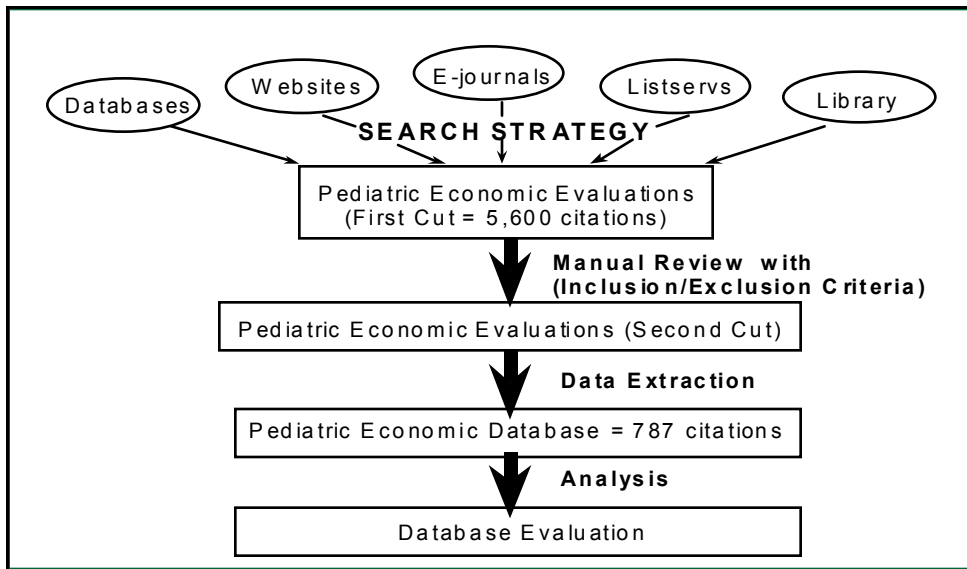 Databases
Websites
E-journals
Listservs
Library
SEARCH STRATEGY
Pediatric Economic Evaluations
(First Cut = 5,600 citations)
Manual Review with
(Inclusion/Exclusion Criteria)
Pediatric Economic Evaluations (Second Cut)
Data Extraction
Pediatric Economic Database = 787 citations
Analysis
Database Evaluation